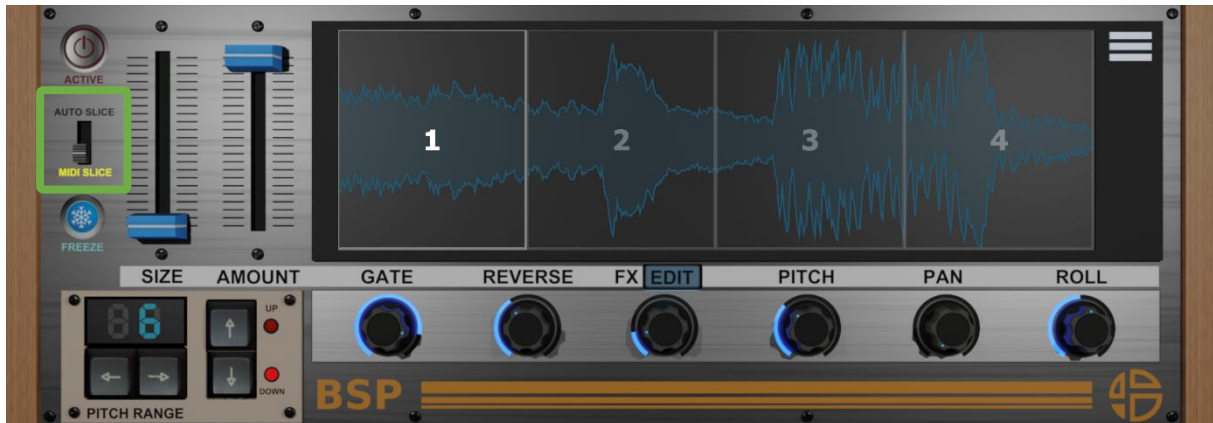 ACTIVE
AUTO SLICE
MIDI SLICE
FREEZE
1 2 3 4
SIZE AMOUNT GATE REVERSE FX EDIT PITCH PAN ROLL
6
UP
DOWN
PITCH RANGE
BSP